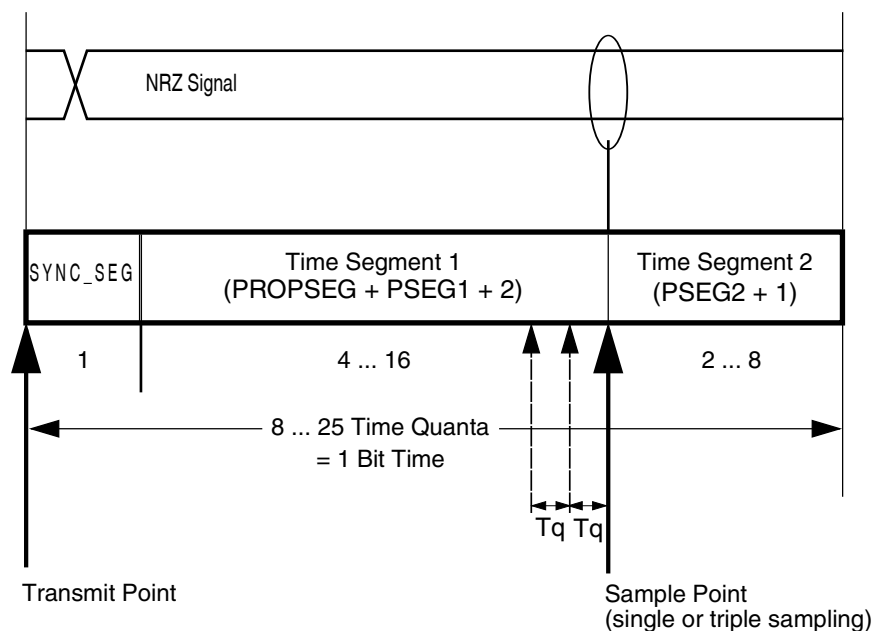 NRZ Signal
SYNC_SEG
Time Segment 1
(PROPSEG + PSEG1 + 2)
Time Segment 2
(PSEG2 + 1)
1
4 ... 16
2 ... 8
8 ... 25 Time Quanta
= 1 Bit Time
Tq Tq
Transmit Point
Sample Point
(single or triple sampling)